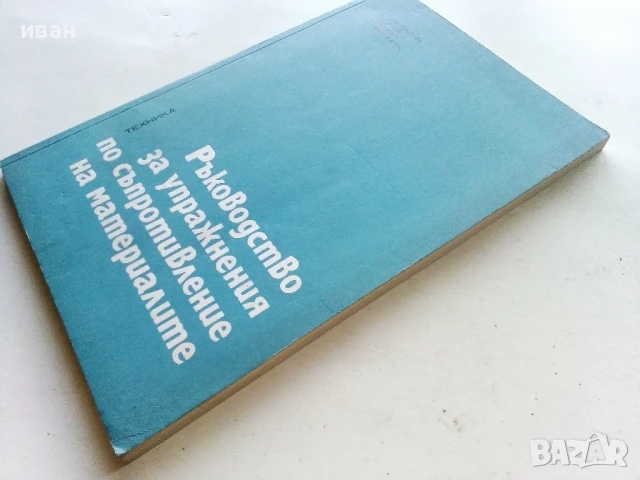 иван
ТЕХНИКА
Ръководство
за упражнения
по съпротивление
на материалите
BAZAR